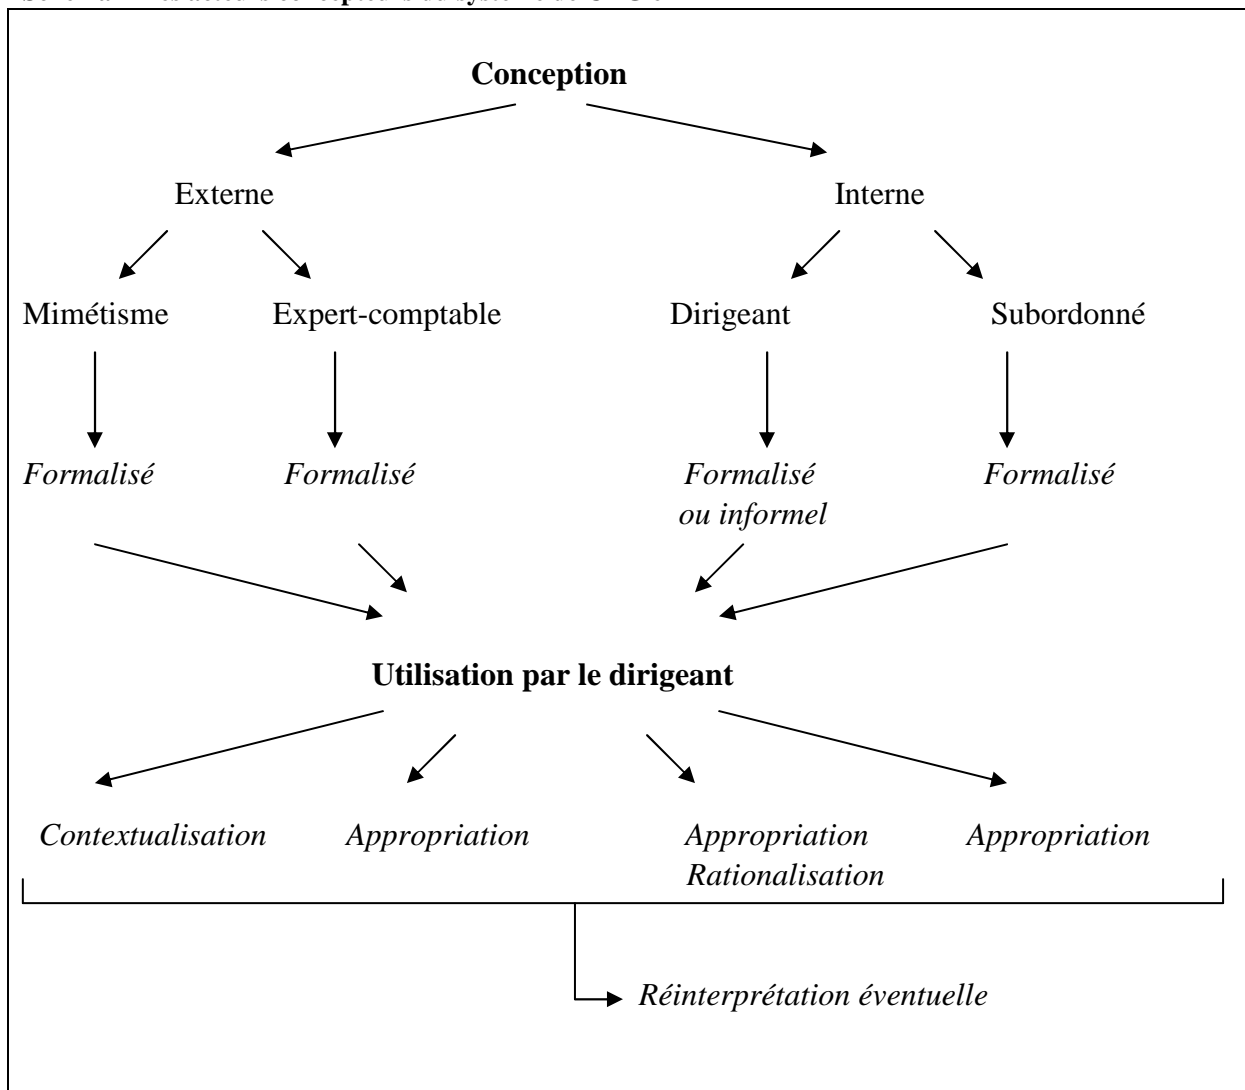 Conception
Externe Interne
Mimétisme Expert-comptable Dirigeant Subordonné
Formalisé Formalisé Formalisé Formalisé
ou informel
Utilisation par le dirigeant
Contextualisation Appropriation Appropriation Appropriation
Rationalisation
Réinterprétation éventuelle